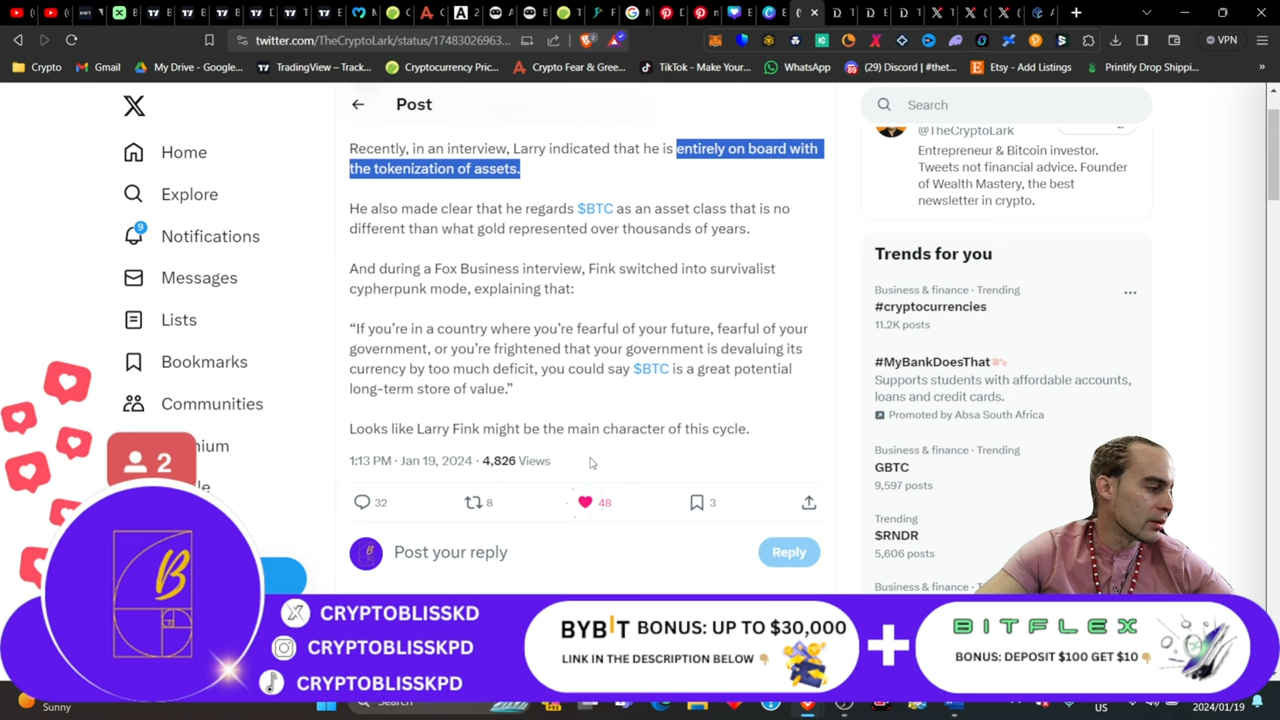 twitter.com/TheCryptoLark/status/17483026963...
VPN
Crypto
Gmail
My Drive - Google...
TradingView – Track...
Cryptocurrency Pric...
Crypto Fear & Gree...
TikTok - Make Your...
WhatsApp
(29) Discord | #thet...
Etsy - Add Listings
Printify Drop Shippi...
Home
Explore
9
Notifications
Messages
Lists
Bookmarks
Communities
Post
Recently, in an interview, Larry indicated that he is entirely on board with
the tokenization of assets.
He also made clear that he regards $BTC as an asset class that is no
different than what gold represented over thousands of years.
And during a Fox Business interview, Fink switched into survivalist
cypherpunk mode, explaining that:
“If you’re in a country where you’re fearful of your future, fearful of your
government, or you’re frightened that your government is devaluing its
currency by too much deficit, you could say $BTC is a great potential
long-term store of value.”
Looks like Larry Fink might be the main character of this cycle.
1:13 PM · Jan 19, 2024 · 4,826 Views
32
8
48
3
Post your reply
Reply
Search
@TheCryptoLark
Entrepreneur & Bitcoin investor.
Tweets not financial advice. Founder
of Wealth Mastery, the best
newsletter in crypto.
Trends for you
Business & finance · Trending
#cryptocurrencies
11.2K posts
#MyBankDoesThat
Supports students with affordable accounts,
loans and credit cards.
Promoted by Absa South Africa
Business & finance · Trending
GBTC
9,597 posts
Trending
$RNDR
5,606 posts
Business & finance
2
B
CRYPTOBLISSKD
CRYPTOBLISSKPD
CRYPTOBLISSKPD
BYBIT BONUS: UP TO $30,000
LINK IN THE DESCRIPTION BELOW
+
BITFLEX
BONUS: DEPOSIT $100 GET $10
Sunny
Search
US
2024/01/19